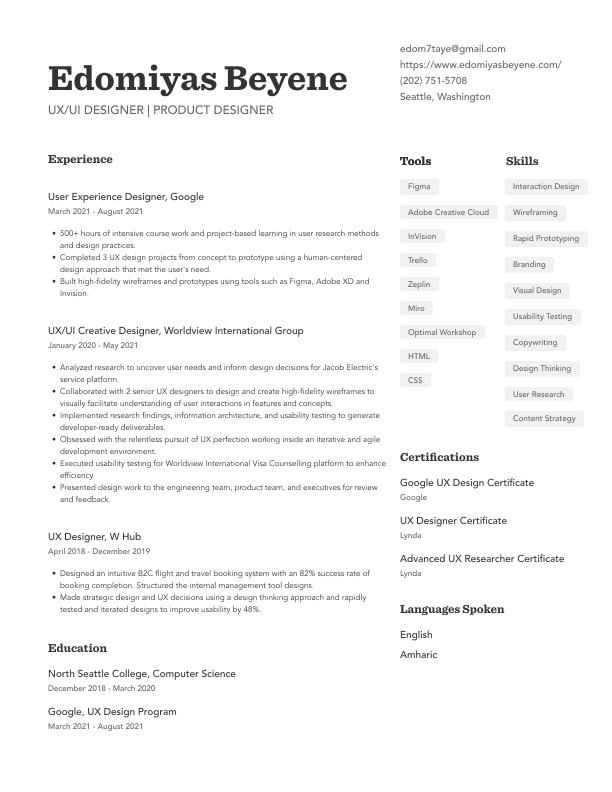 Edomiyas Beyene
UX/UI DESIGNER | PRODUCT DESIGNER
edom7taye@gmail.com
https://www.edomiyasbeyene.com/
(202) 751-5708
Seattle, Washington
Experience
User Experience Designer, Google
March 2021 - August 2021
• 500+ hours of intensive course work and project-based learning in user research methods
and design practices.
• Completed 3 UX design projects from concept to prototype using a human-centered
design approach that met the user's need.
• Built high-fidelity wireframes and prototypes using tools such as Figma, Adobe XD and
Invision.
UX/UI Creative Designer, Worldview International Group
January 2020 - May 2021
• Analyzed research to uncover user needs and inform design decisions for Jacob Electric's
service platform.
• Collaborated with 2 senior UX designers to design and create high-fidelity wireframes to
visually facilitate understanding of user interactions in features and concepts.
• Implemented research findings, information architecture, and usability testing to generate
developer-ready deliverables.
• Obsessed with the relentless pursuit of UX perfection working inside an iterative and agile
development environment.
• Executed usability testing for Worldview International Visa Counselling platform to enhance
efficiency.
• Presented design work to the engineering team, product team, and executives for review
and feedback.
UX Designer, W Hub
April 2018 - December 2019
• Designed an intuitive B2C flight and travel booking system with an 82% success rate of
booking completion. Structured the internal management tool designs.
• Made strategic design and UX decisions using a design thinking approach and rapidly
tested and iterated designs to improve usability by 48%.
Education
North Seattle College, Computer Science
December 2018 - March 2020
Google, UX Design Program
March 2021 - August 2021
Tools
Figma
Adobe Creative Cloud
InVision
Trello
Zeplin
Miro
Optimal Workshop
HTML
CSS
Skills
Interaction Design
Wireframing
Rapid Prototyping
Branding
Visual Design
Usability Testing
Copywriting
Design Thinking
User Research
Content Strategy
Certifications
Google UX Design Certificate
Google
UX Designer Certificate
Lynda
Advanced UX Researcher Certificate
Lynda
Languages Spoken
English
Amharic